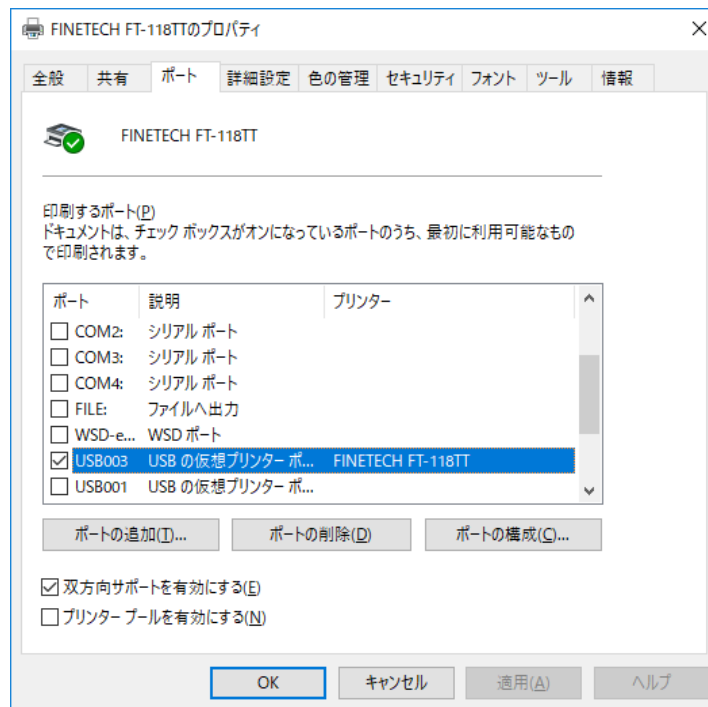 FINETECH FT-118TTのプロパティ
全般 共有 ポート 詳細設定 色の管理 セキュリティ フォント ツール 情報
FINETECH FT-118TT
印刷するポート(P)
ドキュメントは、チェック ボックスがオンになっているポートのうち、最初に利用可能なもの
で印刷されます。
ポート 説明 プリンター
COM2: シリアル ポート
COM3: シリアル ポート
COM4: シリアル ポート
FILE: ファイルへ出力
WSD-e... WSD ポート
USB003 USB の仮想プリンター ポ... FINETECH FT-118TT
USB001 USB の仮想プリンター ポ...
ポートの追加(T)... ポートの削除(D) ポートの構成(C)...
双方向サポートを有効にする(E)
プリンター プールを有効にする(N)
OK キャンセル 適用(A) ヘルプ